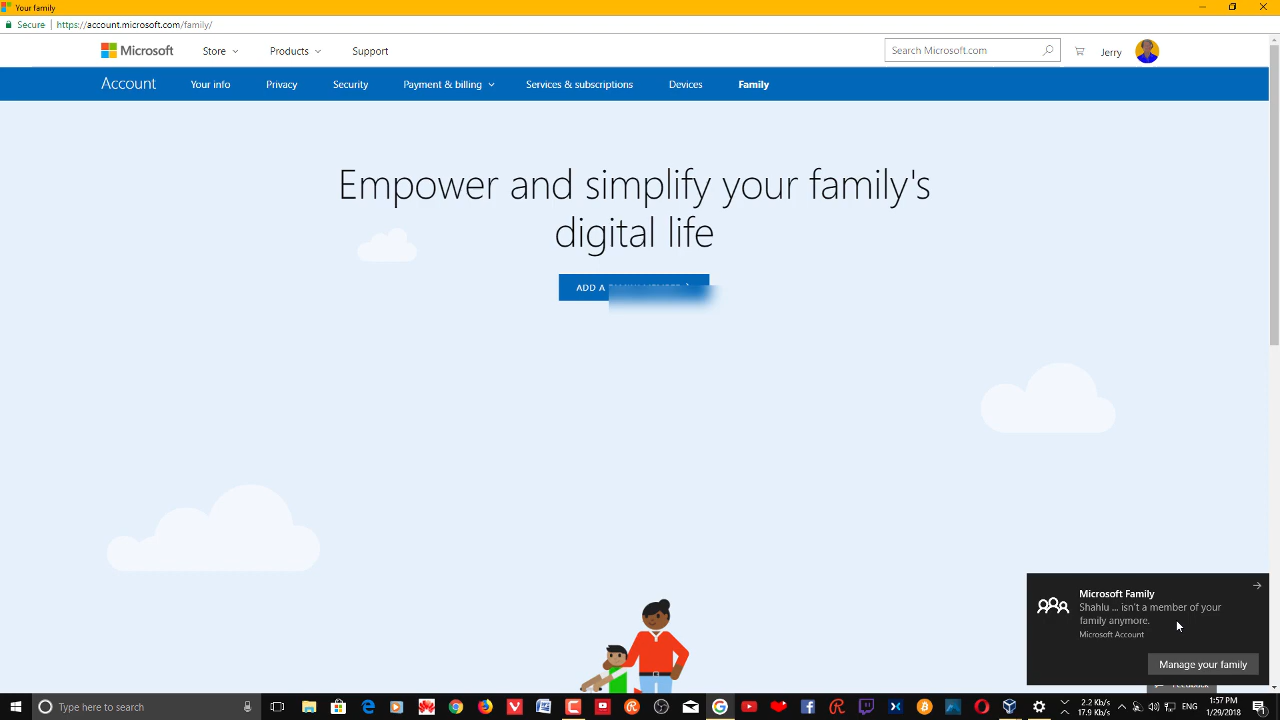 Your family
Secure https://account.microsoft.com/family/
Microsoft Store Products Support Search Microsoft.com Jerry
Account Your info Privacy Security Payment & billing Services & subscriptions Devices Family
Empower and simplify your family's
digital life
ADD A
Microsoft Family
Shahlu ... isn't a member of your
family anymore.
Microsoft Account
Manage your family
Feedback
Type here to search
2.2 Kb/s
17.9 Kb/s
ENG
1:57 PM
1/29/2018